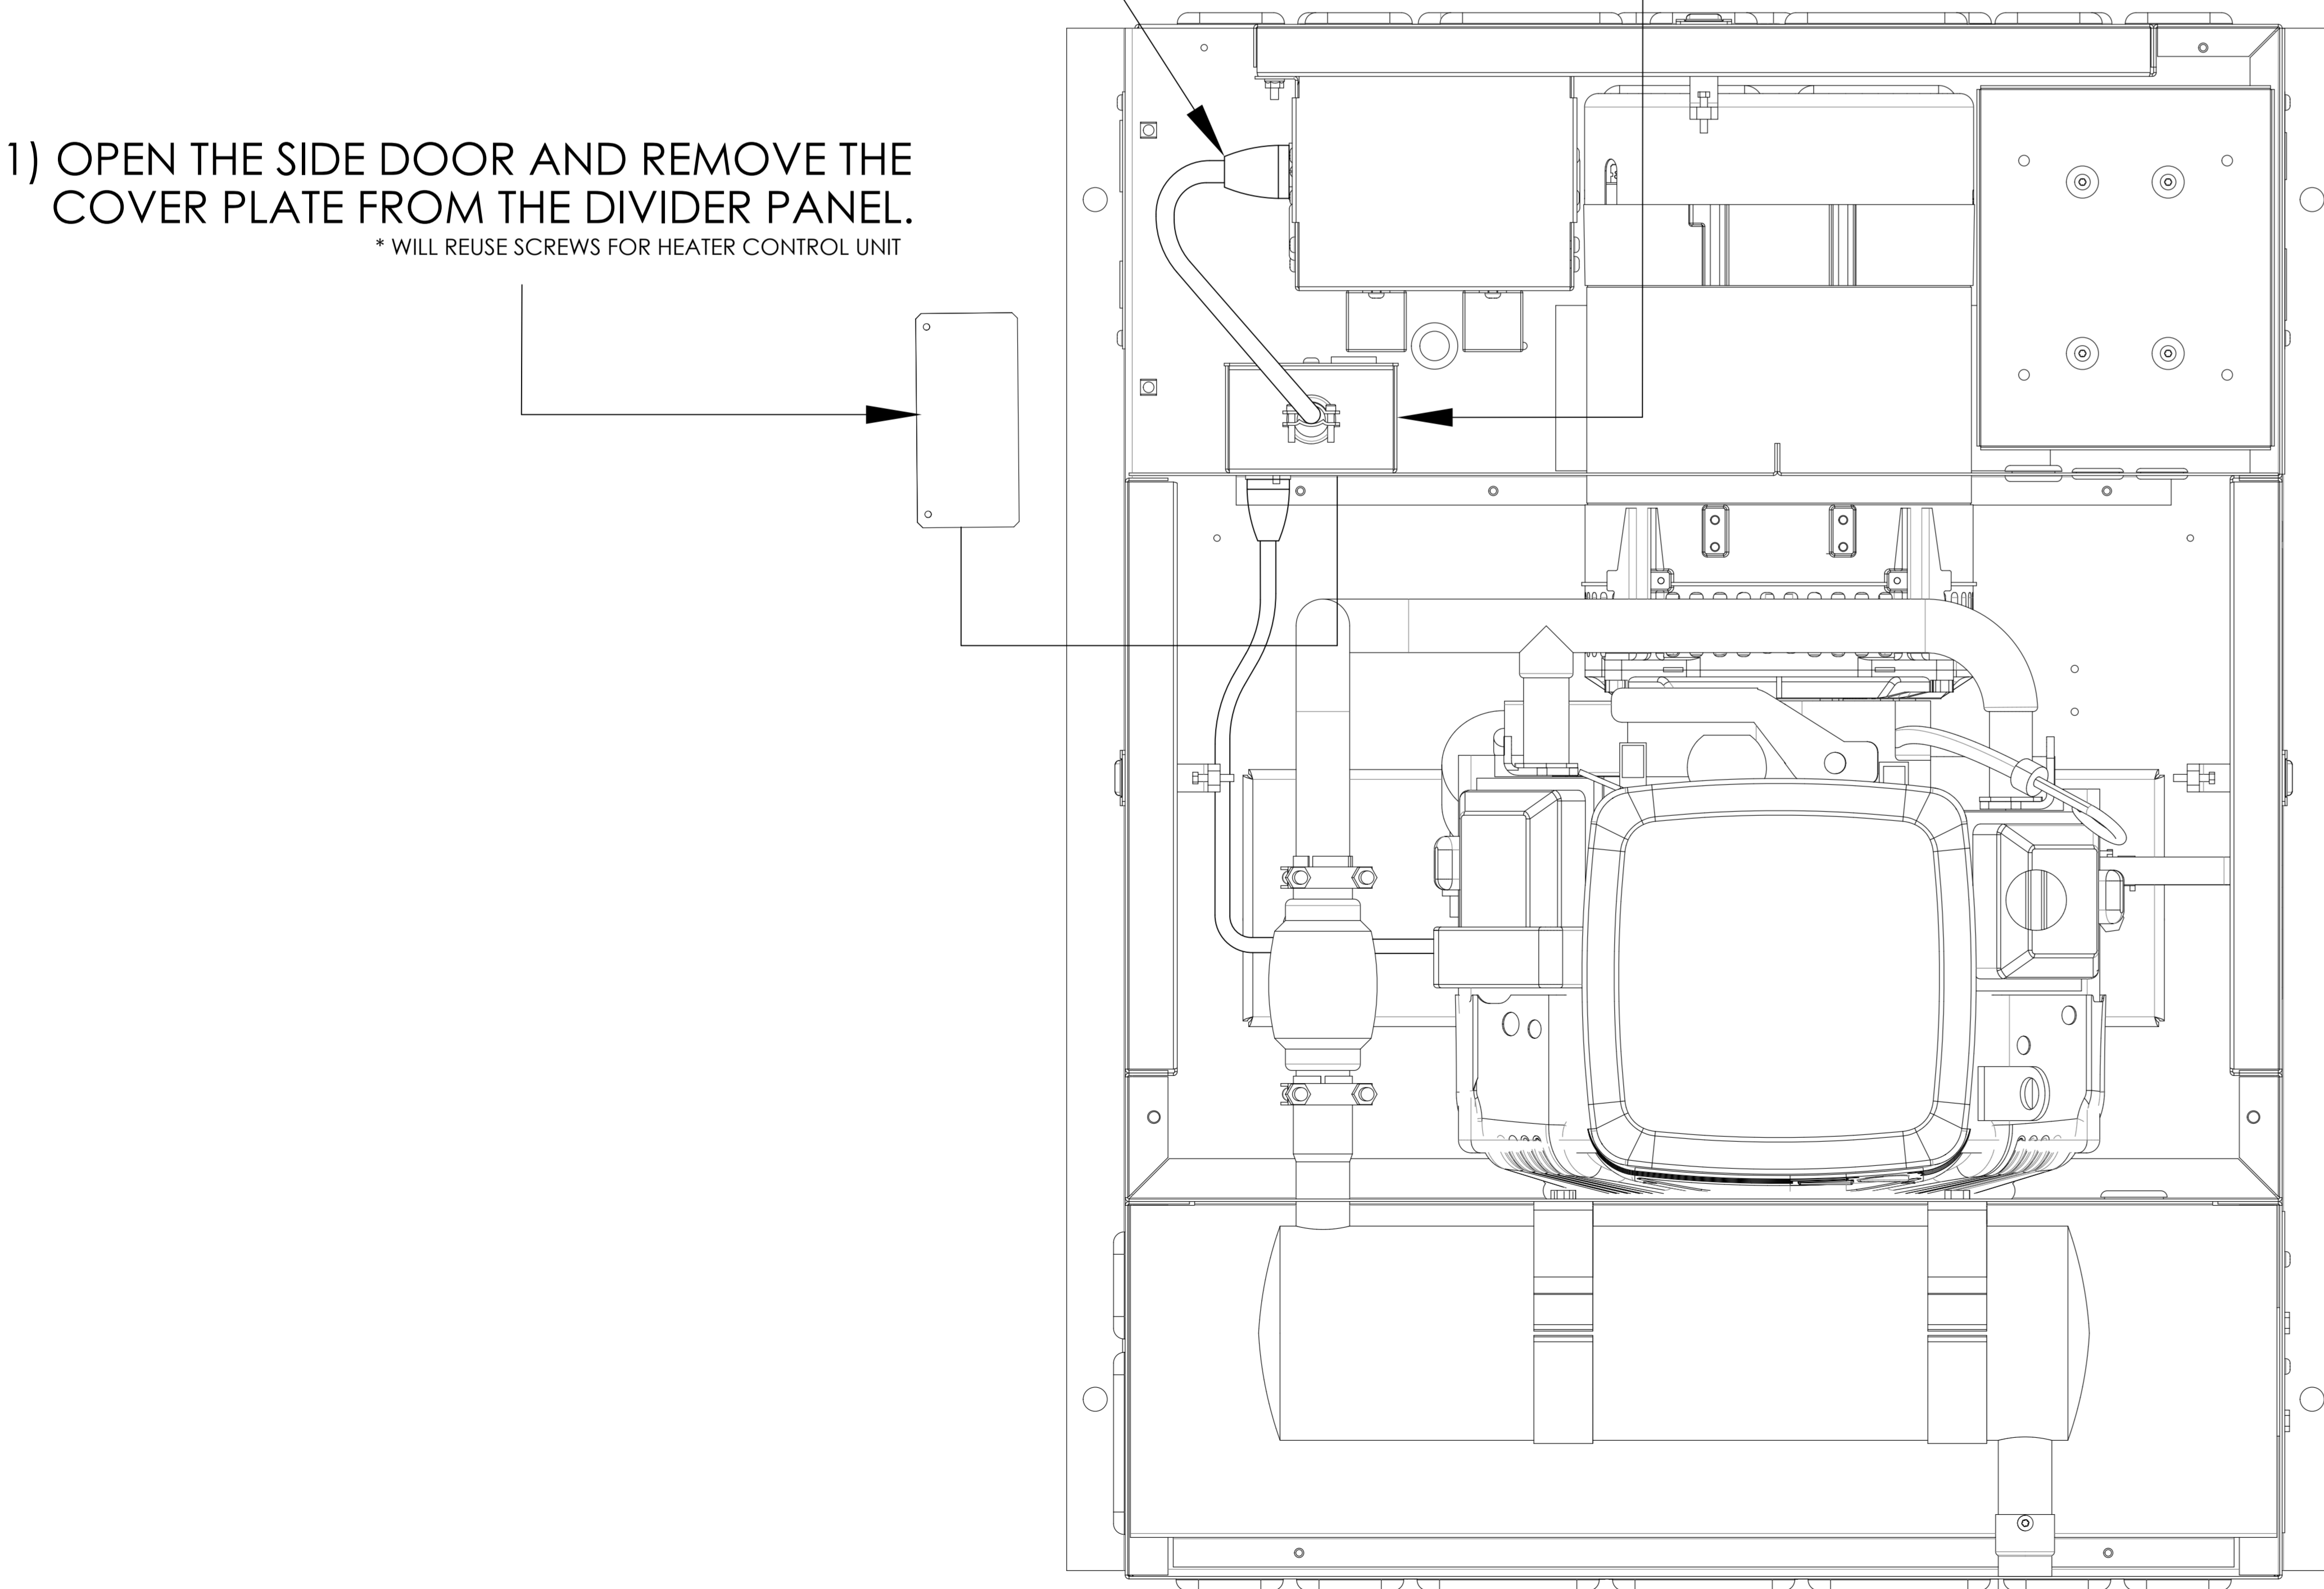 1) OPEN THE SIDE DOOR AND REMOVE THE
COVER PLATE FROM THE DIVIDER PANEL.
* WILL REUSE SCREWS FOR HEATER CONTROL UNIT